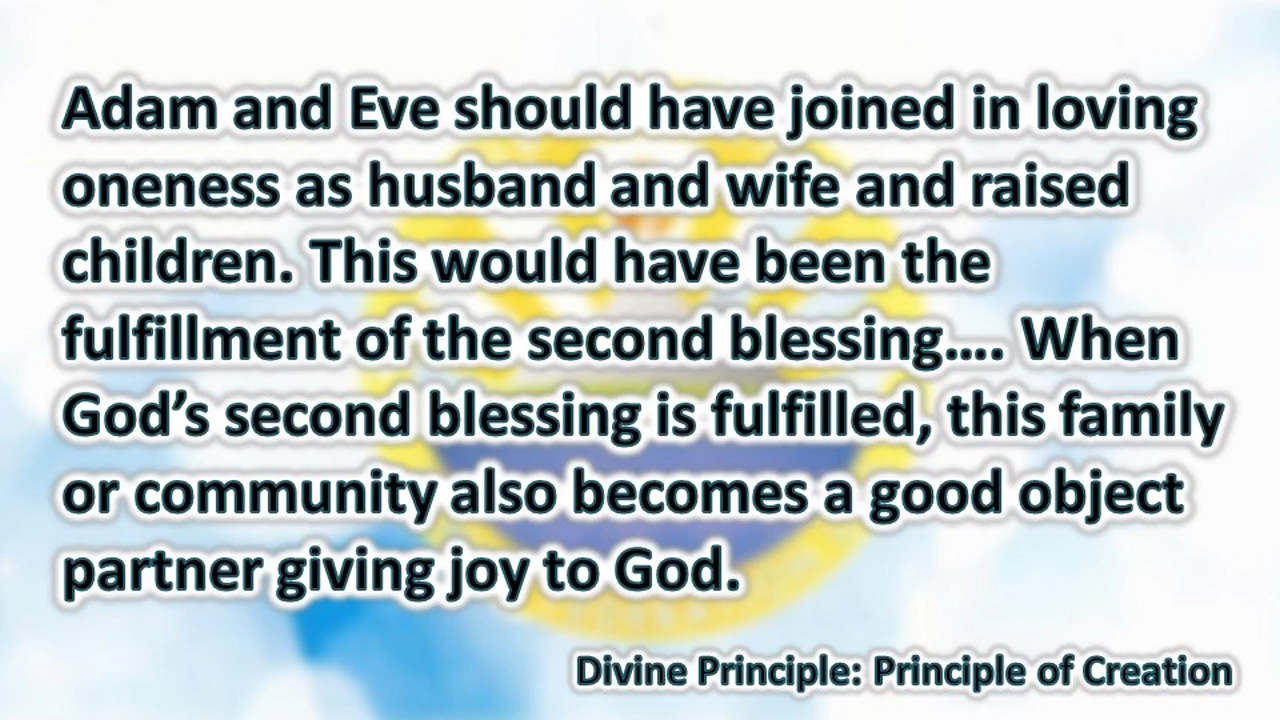 Adam and Eve should have joined in loving
oneness as husband and wife and raised
children. This would have been the
fulfillment of the second blessing.... When
God’s second blessing is fulfilled, this family
or community also becomes a good object
partner giving joy to God.
Divine Principle: Principle of Creation